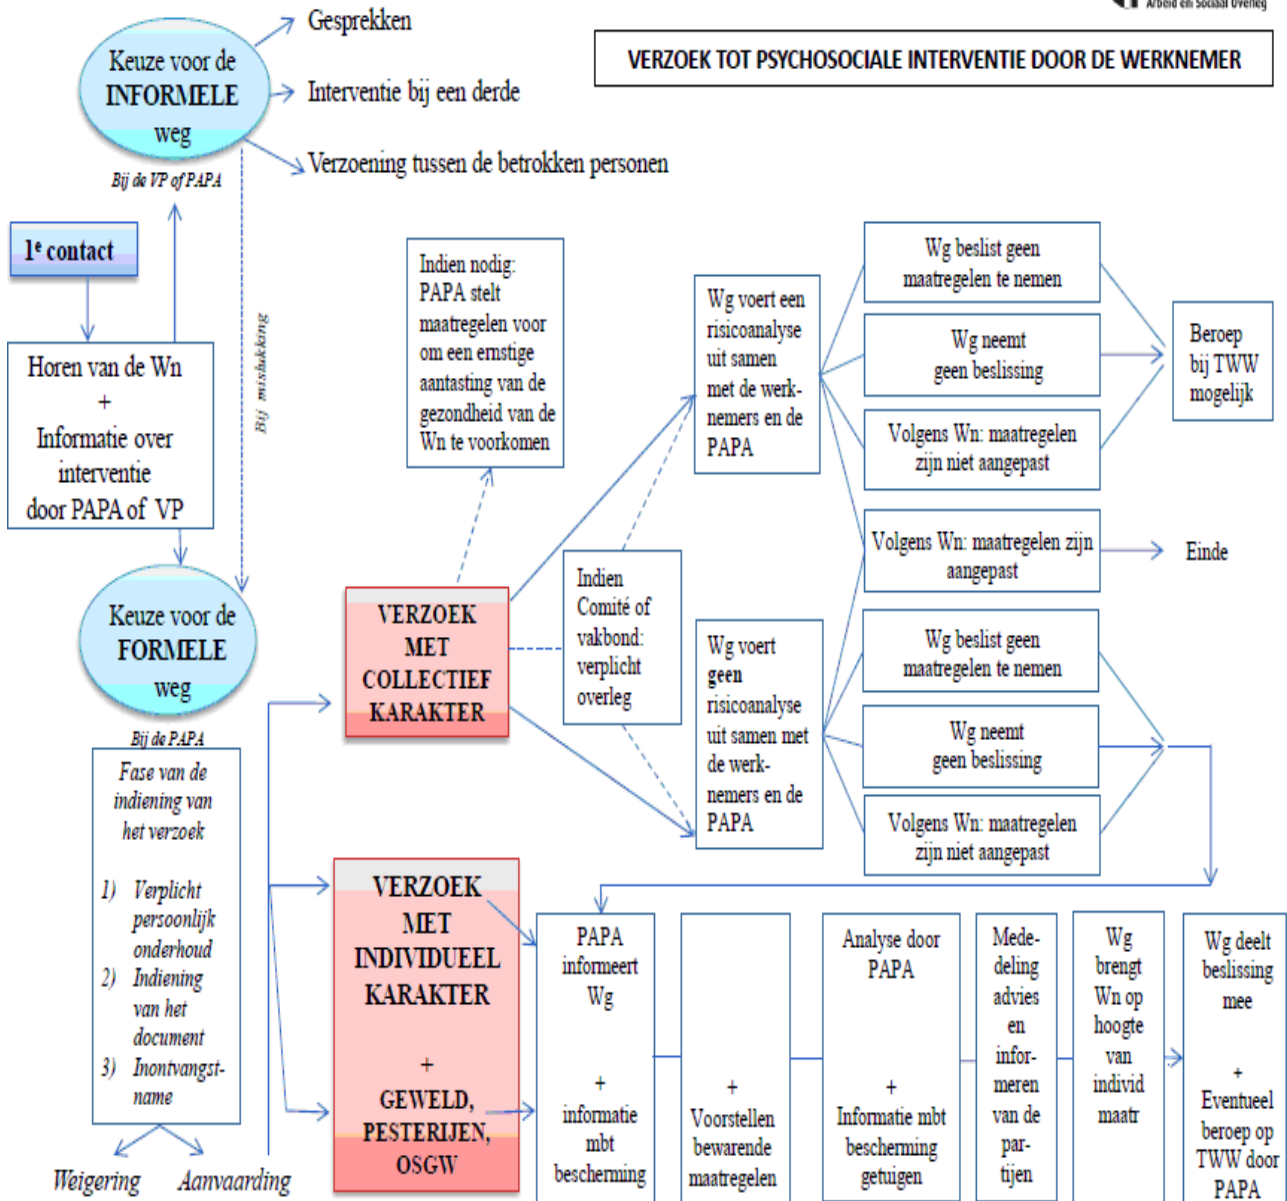 Arbeid en Sociaal Overleg
VERZOEK TOT PSYCHOSOCIALE INTERVENTIE DOOR DE WERKNEMER
Keuze voor de
INFORMELE
weg
Bij de VP of PAPA
Gesprekken
Interventie bij een derde
Verzoening tussen de betrokken personen
1e contact
Horen van de Wn
+
Informatie over
interventie
door PAPA of VP
Bij mislukking
Keuze voor de
FORMELE
weg
Bij de PAPA
Fase van de
indiening van
het verzoek
1) Verplicht
persoonlijk
onderhoud
2) Indiening
van het
document
3) Inontvangst-
name
Weigering
Aanvaarding
Indien nodig:
PAPA stelt
maatregelen voor
om een ernstige
aantasting van de
gezondheid van de
Wn te voorkomen
VERZOEK
MET
COLLECTIEF
KARAKTER
Indien
Comité of
vakbond:
verplicht
overleg
Wg voert een
risicoanalyse
uit samen
met de werk-
nemers en de
PAPA
Wg voert
geen
risicoanalyse
uit samen met
de werk-
nemers en de
PAPA
Wg beslist geen
maatregelen te nemen
Wg neemt
geen beslissing
Volgens Wn: maatregelen
zijn niet aangepast
Beroep
bij TWW
mogelijk
Volgens Wn: maatregelen zijn
aangepast
Einde
Wg beslist geen
maatregelen te nemen
Wg neemt
geen beslissing
Volgens Wn: maatregelen
zijn niet aangepast
VERZOEK
MET
INDIVIDUEEL
KARAKTER
+
GEWELD,
PESTERIJEN,
OSGW
PAPA
informeert
Wg
+
informatie
mbt
bescherming
+
Voorstellen
bewarende
maatregelen
Analyse door
PAPA
+
Informatie mbt
bescherming
getuigen
Mede-
deling
advies
en
infor-
meren
van de
par-
tijen
Wg
brengt
Wn op
hoogte
van
individ
maatr
Wg deelt
beslissing
mee
+
Eventueel
beroep op
TWW door
PAPA